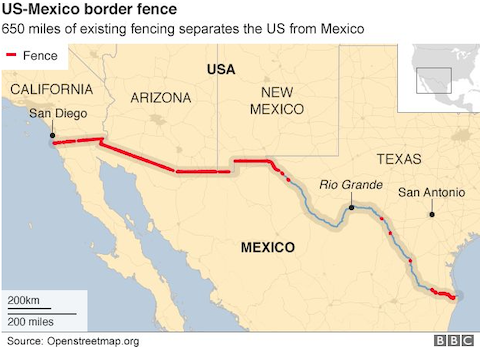 US-Mexico border fence
650 miles of existing fencing separates the US from Mexico
Fence
USA
CALIFORNIA
ARIZONA
NEW
MEXICO
San Diego
TEXAS
Rio Grande
San Antonio
MEXICO
200km
200 miles
Source: Openstreetmap.org
BBC